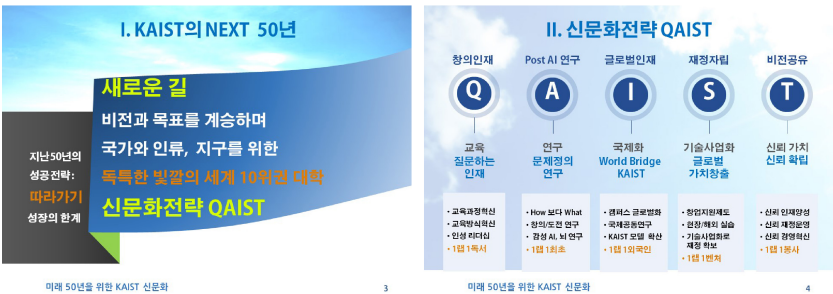 I. KAIST의 NEXT 50년
새로운 길
비전과 목표를 계승하며
국가와 인류, 지구를 위한
독특한 빛깔의 세계 10위권 대학
신문화전략 QAIST
지난 50년의
성공전략:
따라가기
성장의 한계
미래 50년을 위한 KAIST 신문화
3
II. 신문화전략 QAIST
창의인재
Q
교육
질문하는
인재
• 교육과정혁신
• 교육방식혁신
• 인성 리더십
• 1랩 1독서
Post AI 연구
A
연구
문제정의
연구
• How 보다 What
• 창의/도전 연구
• 감성 AI, 뇌 연구
• 1랩 1최초
글로벌인재
I
국제화
World Bridge
KAIST
• 캠퍼스 글로벌화
• 국제공동연구
• KAIST 모델 확산
• 1랩 1외국인
재정자립
S
기술사업화
글로벌
가치창출
• 창업지원제도
• 현장/해외 실습
• 기술사업화로
재정 확보
• 1랩 1벤처
비전공유
T
신뢰 가치
신뢰 확립
• 신뢰 인재양성
• 신뢰 재정운영
• 신뢰 경영혁신
• 1랩 1봉사
미래 50년을 위한 KAIST 신문화
4